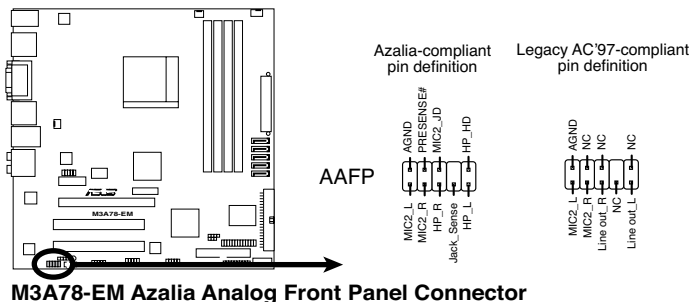 Azalia-compliant
pin definition
Legacy AC'97-compliant
pin definition
AGND
PRESENSE#
MIC2_JD
HP_HD
AGND
NC
NC
NC
AAFP
MIC2_L
MIC2_R
HP_R
Jack_Sense
HP_L
MIC2_L
MIC2_R
Line out_R
NC
Line out_L
ASUS
M3A78-EM
M3A78-EM Azalia Analog Front Panel Connector